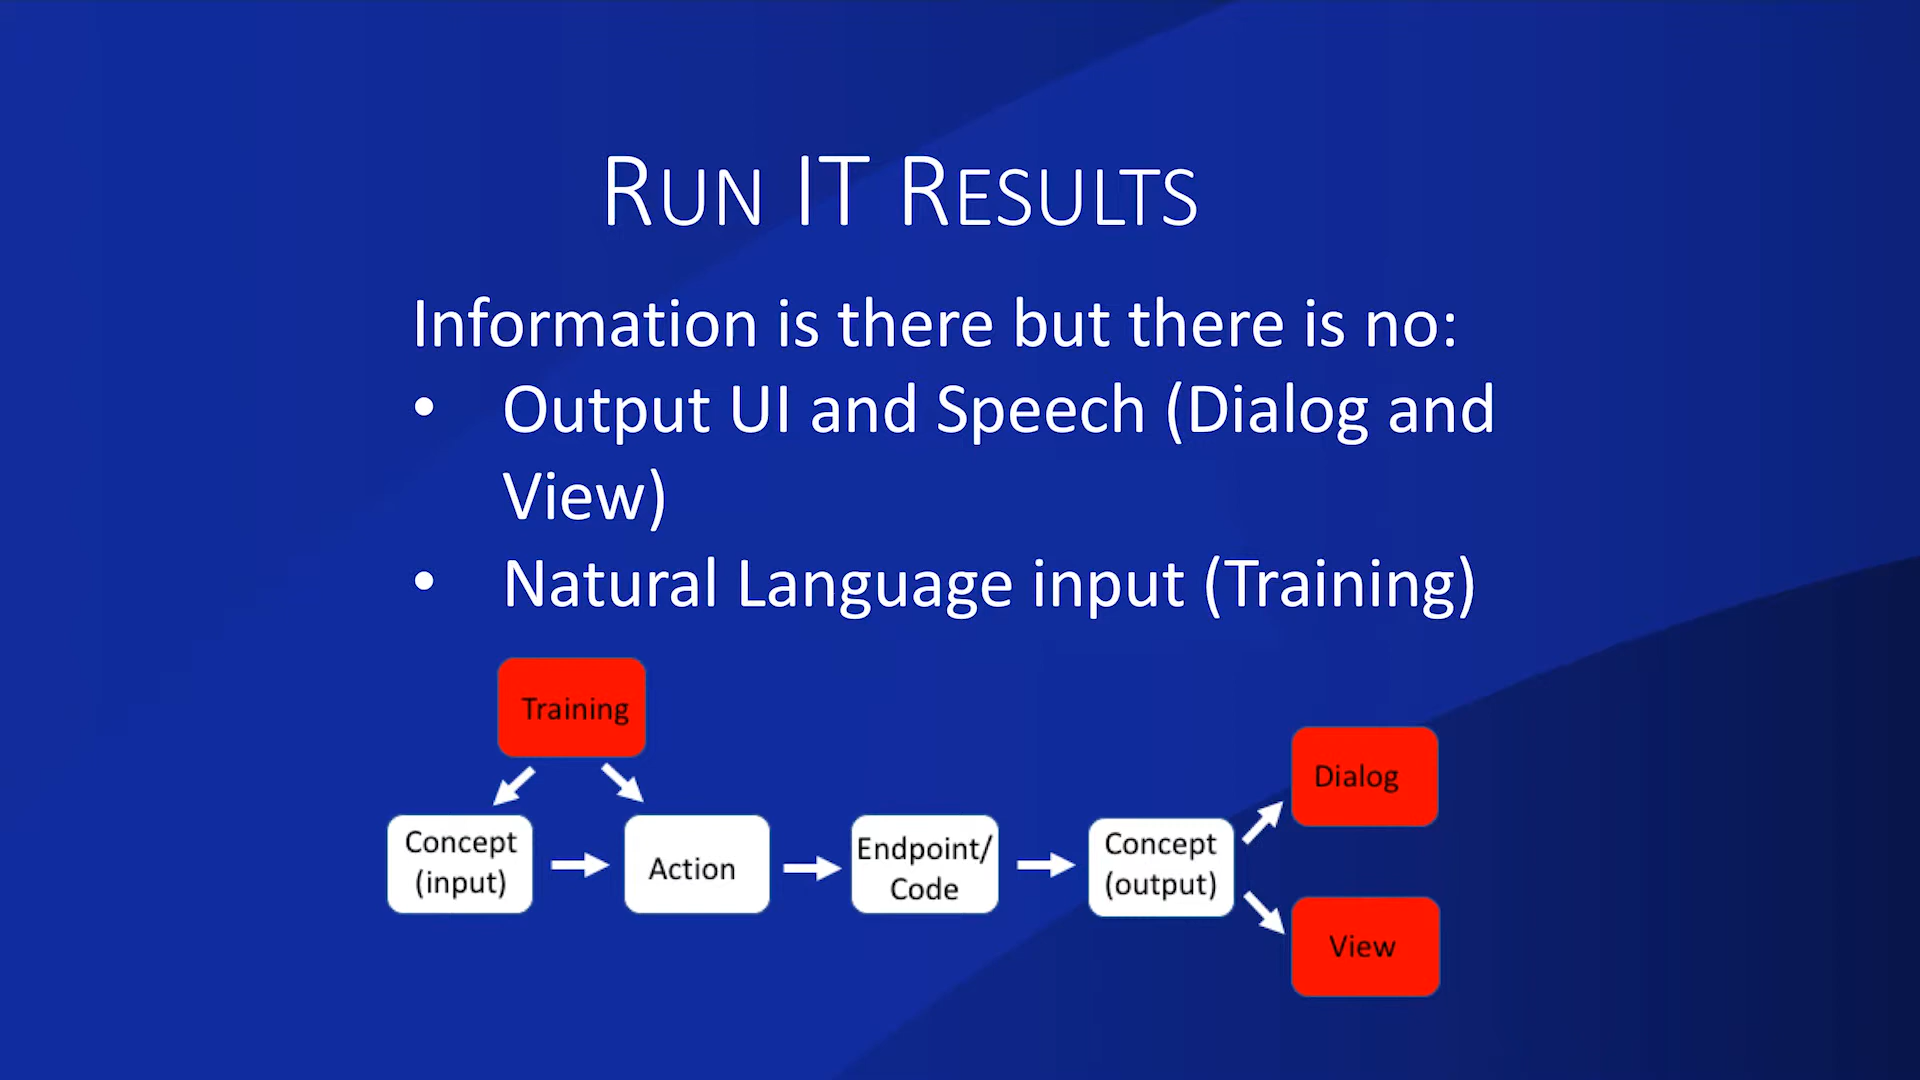 RUN IT RESULTS
Information is there but there is no:
• Output UI and Speech (Dialog and
View)
• Natural Language input (Training)
Training
Dialog
Concept
(input)
Action
Endpoint/
Code
Concept
(output)
View